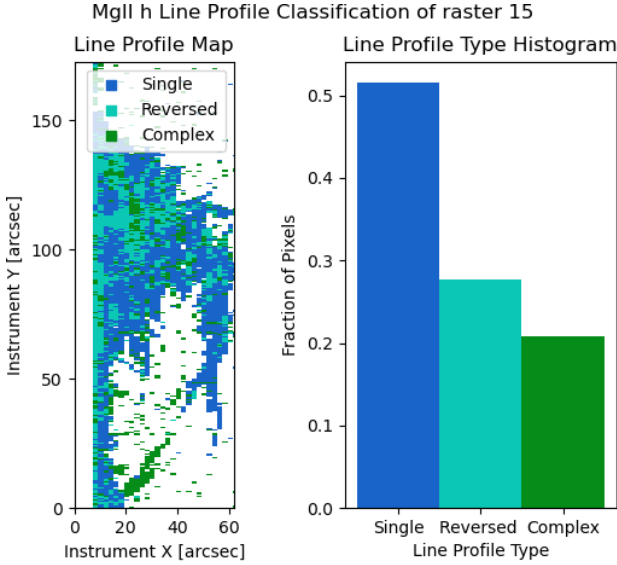 MgII h Line Profile Classification of raster 15
Line Profile Map
Single
Reversed
Complex
150
100
50
0
Instrument Y [arcsec]
0 20 40 60
Instrument X [arcsec]
Line Profile Type Histogram
0.5
0.4
0.3
0.2
0.1
0.0
Fraction of Pixels
Single Reversed Complex
Line Profile Type